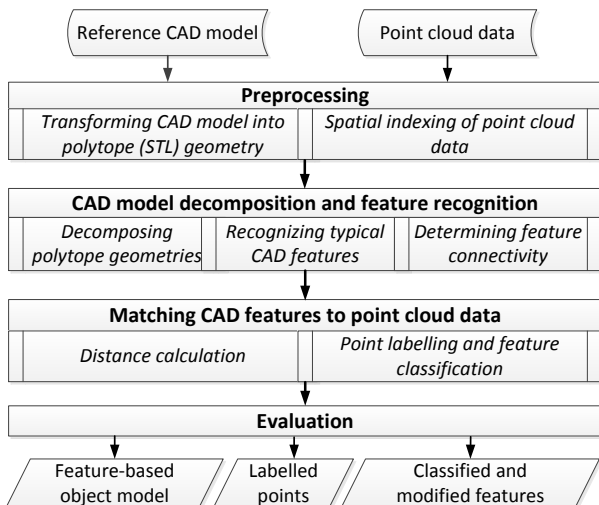 Reference CAD model
Point cloud data
Preprocessing
Transforming CAD model into
polytope (STL) geometry
Spatial indexing of point cloud
data
CAD model decomposition and feature recognition
Decomposing
polytope geometries
Recognizing typical
CAD features
Determining feature
connectivity
Matching CAD features to point cloud data
Distance calculation
Point labelling and feature
classification
Evaluation
Feature-based
object model
Labelled
points
Classified and
modified features